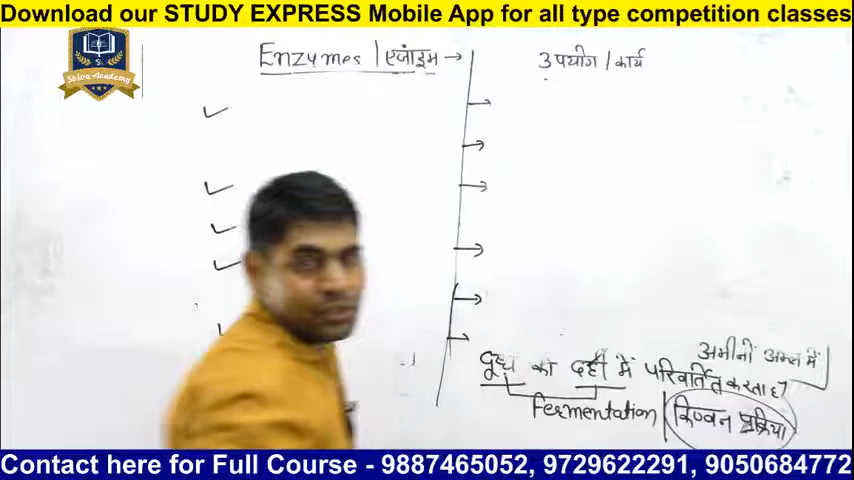 Download our STUDY EXPRESS Mobile App for all type competition classes
Shiva Academy
Enzymes | एंजाइम →
उपयोग / कार्य
अमीनों अम्ल में
दूध को दही में परिवर्तित करता है
Fermentation | किण्वन प्रक्रिया
Contact here for Full Course - 9887465052, 9729622291, 9050684772